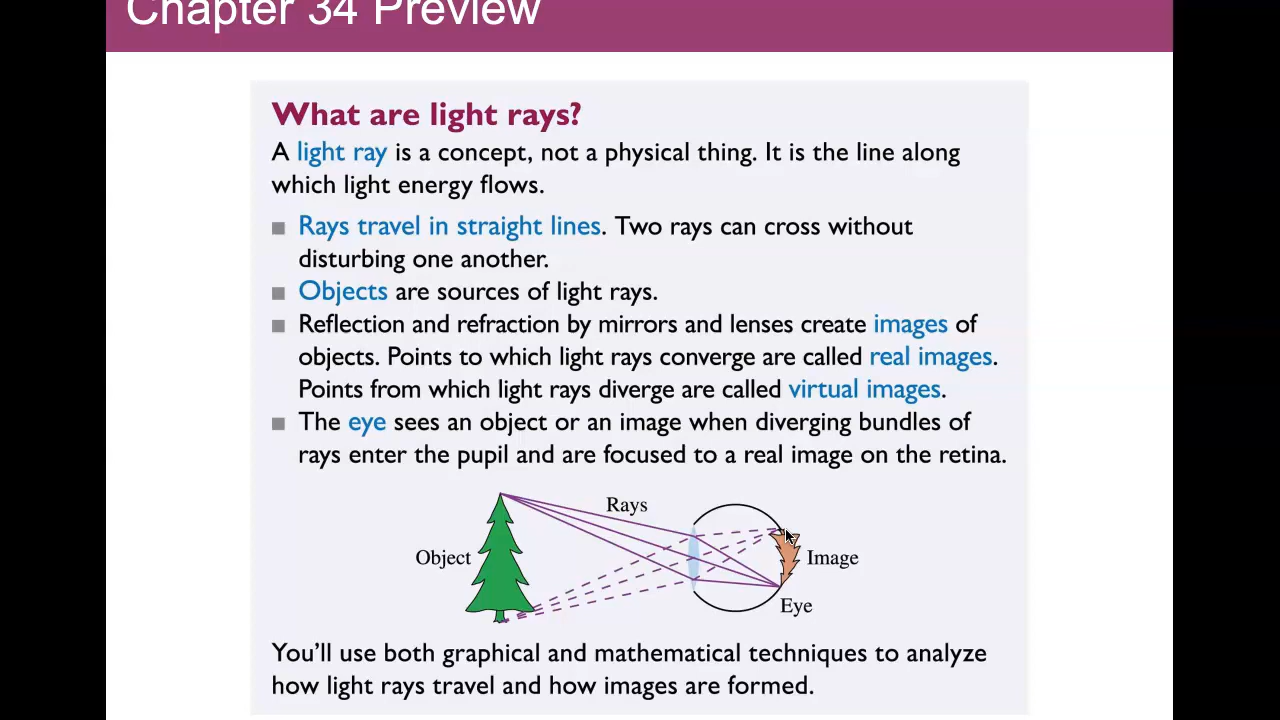 Chapter 34 Preview
What are light rays?
A light ray is a concept, not a physical thing. It is the line along
which light energy flows.
Rays travel in straight lines. Two rays can cross without
disturbing one another.
Objects are sources of light rays.
Reflection and refraction by mirrors and lenses create images of
objects. Points to which light rays converge are called real images.
Points from which light rays diverge are called virtual images.
The eye sees an object or an image when diverging bundles of
rays enter the pupil and are focused to a real image on the retina.
Rays
Object
Image
Eye
You’ll use both graphical and mathematical techniques to analyze
how light rays travel and how images are formed.